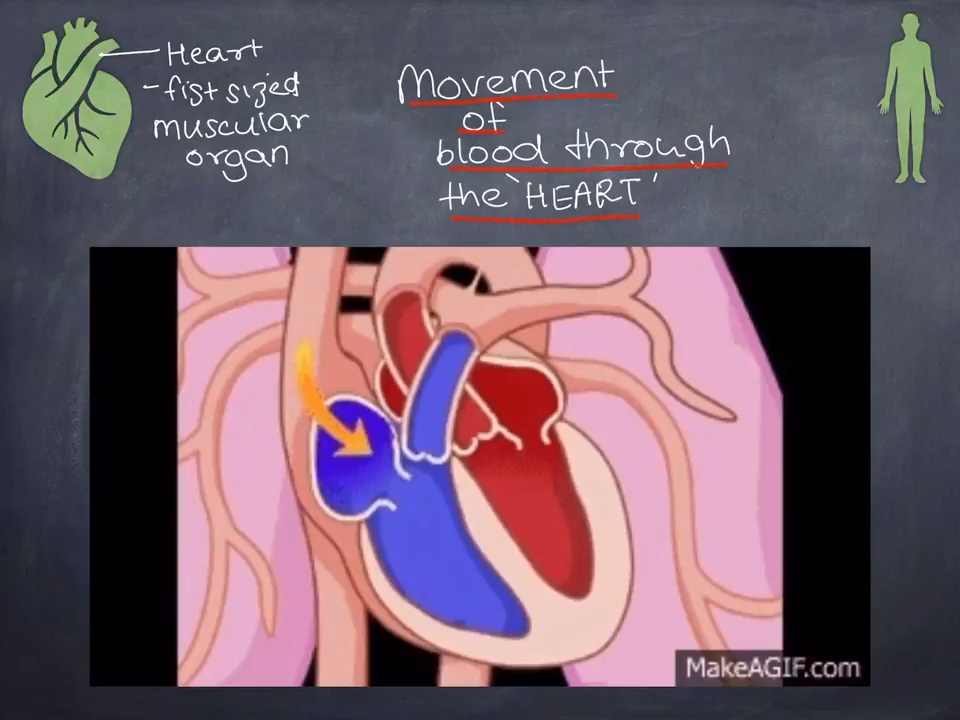 Heart
-fist sized
muscular
organ
Movement
of
blood through
the 'HEART'
MakeAGIF.com